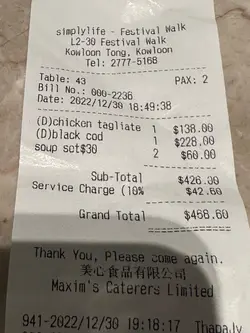 simplylife - Festival Walk
L2-30 Festival Walk
Kowloon Tong, Kowloon
Tel: 2777-5168
Table: 43 PAX: 2
Bill No.: 000-2236
Date: 2022/12/30 18:49:38
(D)chicken tagliate 1 $138.00
(D)black cod 1 $228.00
soup set$30 2 $60.00
Sub-Total $426.00
Service Charge (10% $42.60
Grand Total $468.60
Thank You, Please come again.
美心食品有限公司
Maxim's Caterers Limited
941-2022/12/30 19:18:17 Thapa.ly